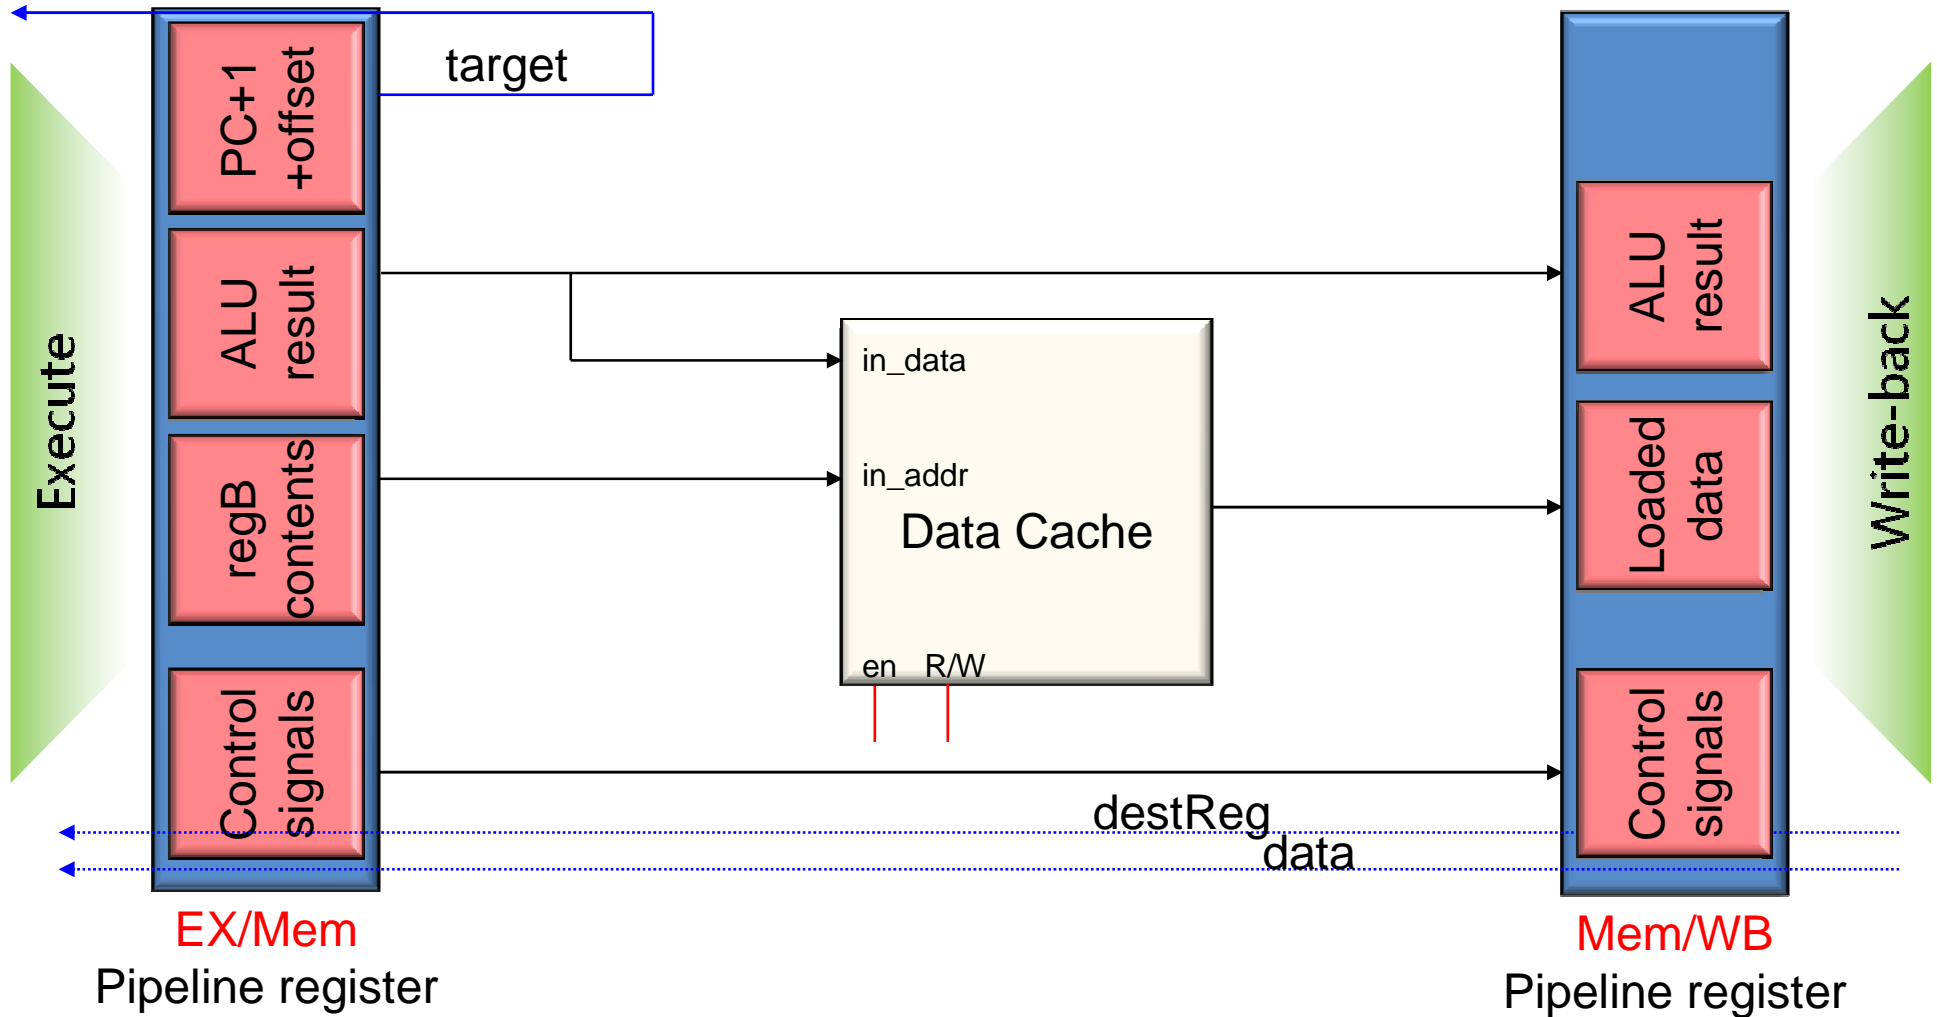 target
PC+1
+offset
ALU
result
regB
contents
Control
signals
Execute
in_data
in_addr
Data Cache
en R/W
ALU
result
Loaded
data
Control
signals
Write-back
destReg
data
EX/Mem
Pipeline register
Mem/WB
Pipeline register